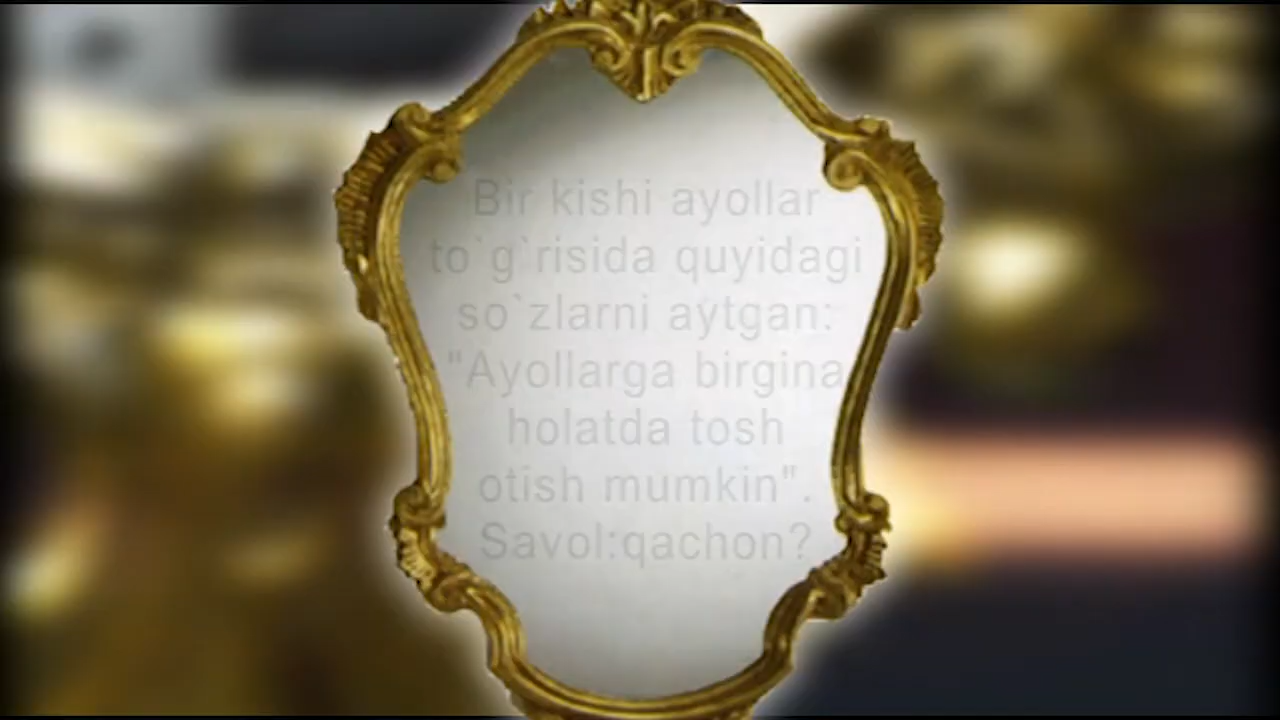 Bir kishi ayollar
to`g`risida quyidagi
so`zlarni aytgan:
"Ayollarga birgina
holatda tosh
otish mumkin".
Savol:qachon?